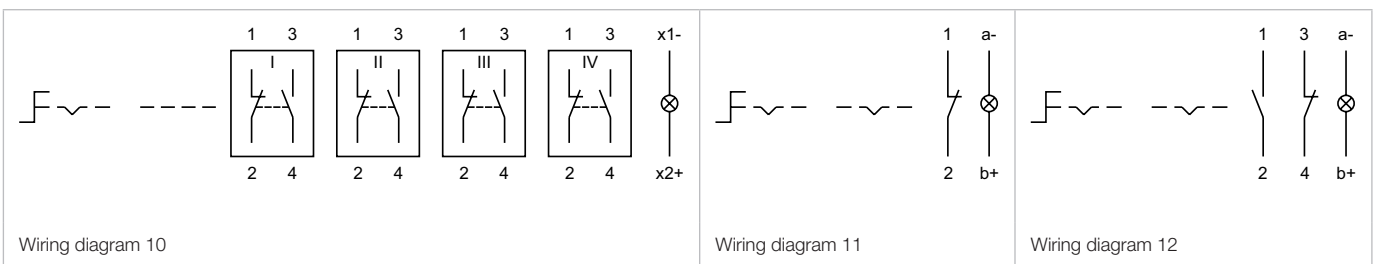 1 3 1 3 1 3 1 3 x1- 1 a- 1 3 a-
I II III IV
2 4 2 4 2 4 2 4 x2+ 2 b+ 2 4 b+
Wiring diagram 10 Wiring diagram 11 Wiring diagram 12